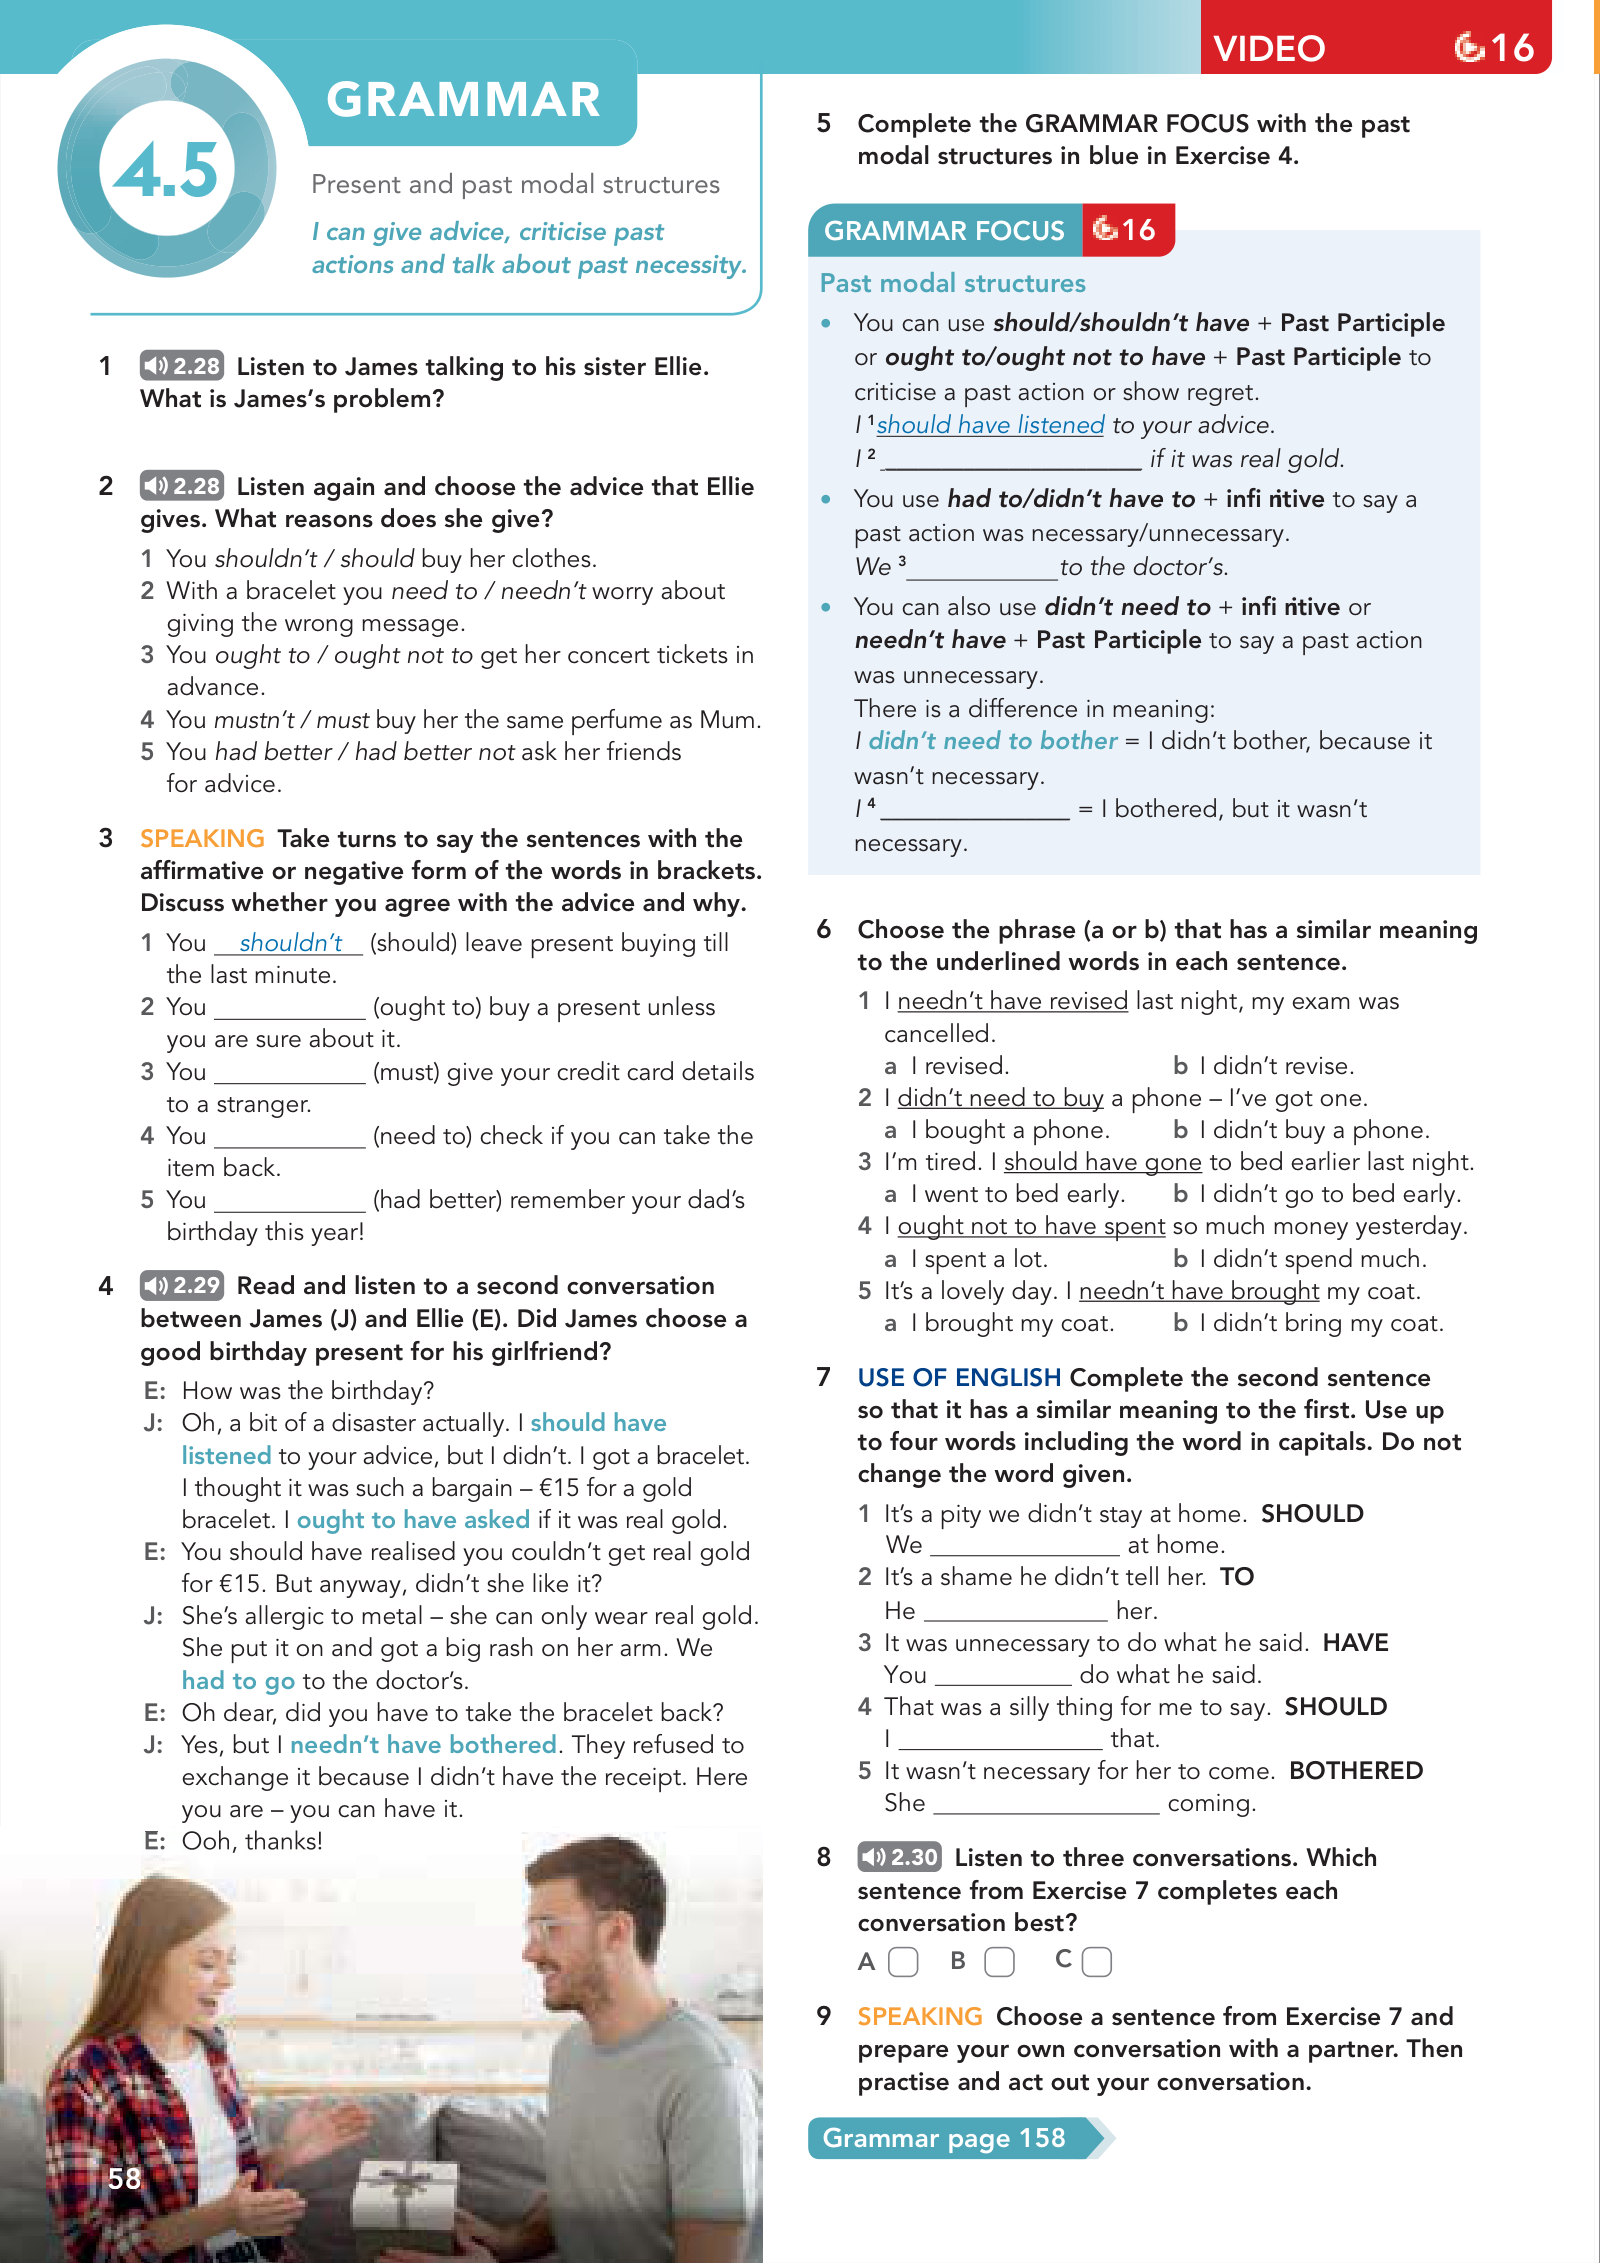 VIDEO 16
4.5
GRAMMAR
Present and past modal structures
I can give advice, criticise past
actions and talk about past necessity.
1 2.28 Listen to James talking to his sister Ellie.
What is James's problem?
2 2.28 Listen again and choose the advice that Ellie
gives. What reasons does she give?
1 You shouldn't / should buy her clothes.
2 With a bracelet you need to / needn't worry about
giving the wrong message.
3 You ought to / ought not to get her concert tickets in
advance.
4 You mustn't / must buy her the same perfume as Mum.
5 You had better / had better not ask her friends
for advice.
3 SPEAKING Take turns to say the sentences with the
affirmative or negative form of the words in brackets.
Discuss whether you agree with the advice and why.
1 You shouldn't (should) leave present buying till
the last minute.
2 You ___________ (ought to) buy a present unless
you are sure about it.
3 You ___________ (must) give your credit card details
to a stranger.
4 You ___________ (need to) check if you can take the
item back.
5 You ___________ (had better) remember your dad's
birthday this year!
4 2.29 Read and listen to a second conversation
between James (J) and Ellie (E). Did James choose a
good birthday present for his girlfriend?
E: How was the birthday?
J: Oh, a bit of a disaster actually. I should have
listened to your advice, but I didn't. I got a bracelet.
I thought it was such a bargain – €15 for a gold
bracelet. I ought to have asked if it was real gold.
E: You should have realised you couldn't get real gold
for €15. But anyway, didn't she like it?
J: She's allergic to metal – she can only wear real gold.
She put it on and got a big rash on her arm. We
had to go to the doctor's.
E: Oh dear, did you have to take the bracelet back?
J: Yes, but I needn't have bothered. They refused to
exchange it because I didn't have the receipt. Here
you are – you can have it.
E: Ooh, thanks!
58
5 Complete the GRAMMAR FOCUS with the past
modal structures in blue in Exercise 4.
GRAMMAR FOCUS 16
Past modal structures
• You can use should/shouldn't have + Past Participle
or ought to/ought not to have + Past Participle to
criticise a past action or show regret.
I 1 should have listened to your advice.
I 2 ___________________ if it was real gold.
• You use had to/didn't have to + infinitive to say a
past action was necessary/unnecessary.
We 3 ___________ to the doctor's.
• You can also use didn't need to + infinitive or
needn't have + Past Participle to say a past action
was unnecessary.
There is a difference in meaning:
I didn't need to bother = I didn't bother, because it
wasn't necessary.
I 4 ______________ = I bothered, but it wasn't
necessary.
6 Choose the phrase (a or b) that has a similar meaning
to the underlined words in each sentence.
1 I needn't have revised last night, my exam was
cancelled.
a I revised. b I didn't revise.
2 I didn't need to buy a phone – I've got one.
a I bought a phone. b I didn't buy a phone.
3 I'm tired. I should have gone to bed earlier last night.
a I went to bed early. b I didn't go to bed early.
4 I ought not to have spent so much money yesterday.
a I spent a lot. b I didn't spend much.
5 It's a lovely day. I needn't have brought my coat.
a I brought my coat. b I didn't bring my coat.
7 USE OF ENGLISH Complete the second sentence
so that it has a similar meaning to the first. Use up
to four words including the word in capitals. Do not
change the word given.
1 It's a pity we didn't stay at home. SHOULD
We ______________ at home.
2 It's a shame he didn't tell her. TO
He ______________ her.
3 It was unnecessary to do what he said. HAVE
You __________ do what he said.
4 That was a silly thing for me to say. SHOULD
I _______________ that.
5 It wasn't necessary for her to come. BOTHERED
She _________________ coming.
8 2.30 Listen to three conversations. Which
sentence from Exercise 7 completes each
conversation best?
A B C
9 SPEAKING Choose a sentence from Exercise 7 and
prepare your own conversation with a partner. Then
practise and act out your conversation.
Grammar page 158